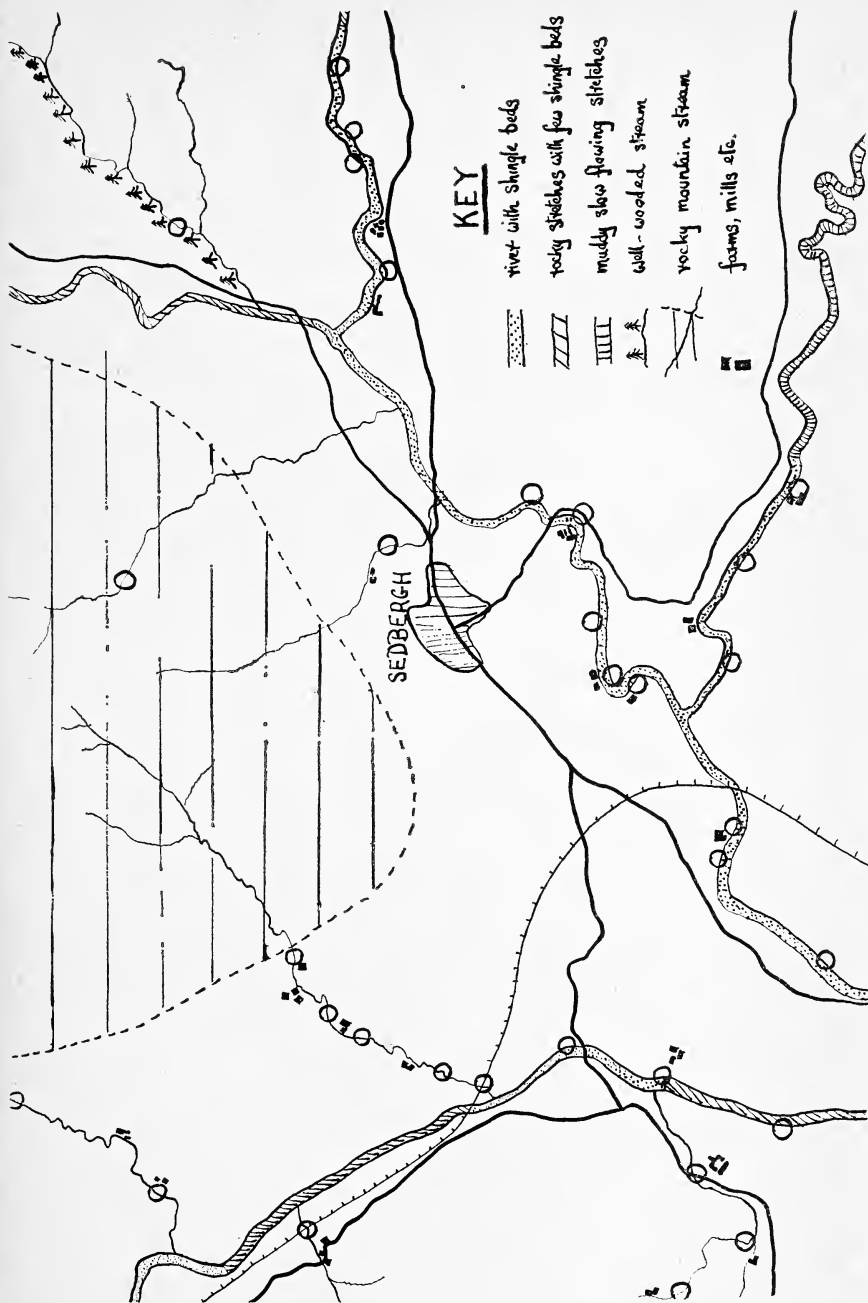 SEDBERGH
KEY
river with shingle beds
rocky stretches with few shingle beds
muddy slow flowing stretches
well-wooded stream
rocky mountain stream
farms, mills etc.